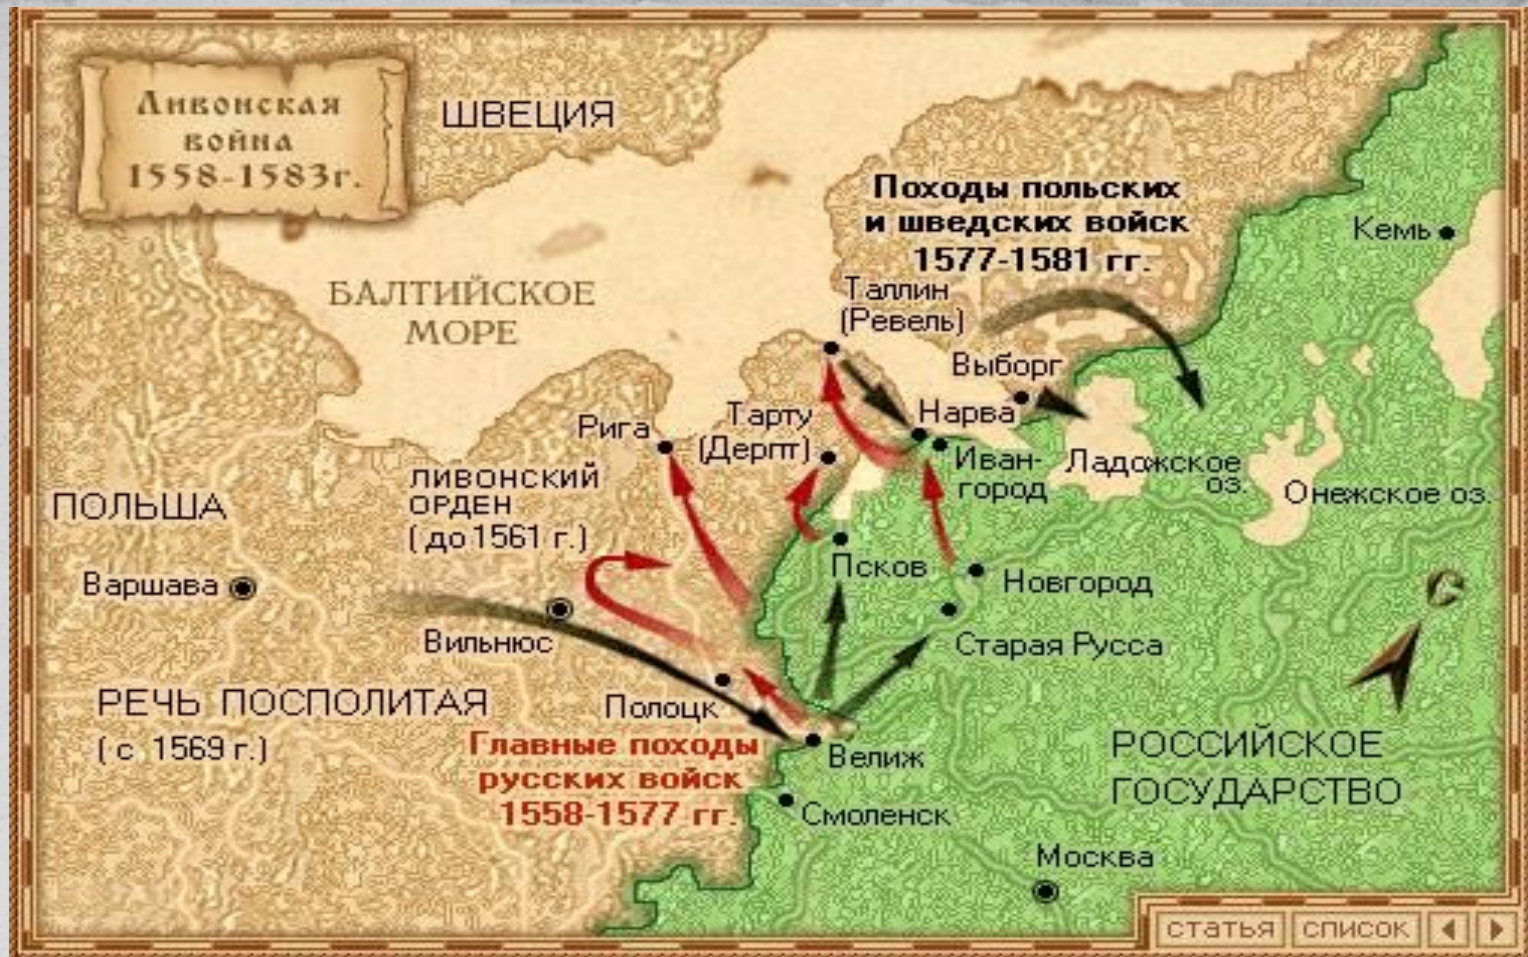 Ливонская
война
1558-1583г.
ШВЕЦИЯ
Походы польских
и шведских войск
1577-1581 гг.
Кемь
БАЛТИЙСКОЕ
МОРЕ
Таллин
(Ревель)
Выборг
Нарва
Рига
Тарту
(Дерпт)
Иван-
город
Ладожское
оз.
Онежское оз.
ЛИВОНСКИЙ
ОРДЕН
(до 1561 г.)
ПОЛЬША
Варшава
Псков
Новгород
Вильнюс
Старая Русса
С
РЕЧЬ ПОСПОЛИТАЯ
(с 1569 г.)
Полоцк
Главные походы
русских войск
1558-1577 гг.
Велиж
Смоленск
РОССИЙСКОЕ
ГОСУДАРСТВО
Москва
статья список